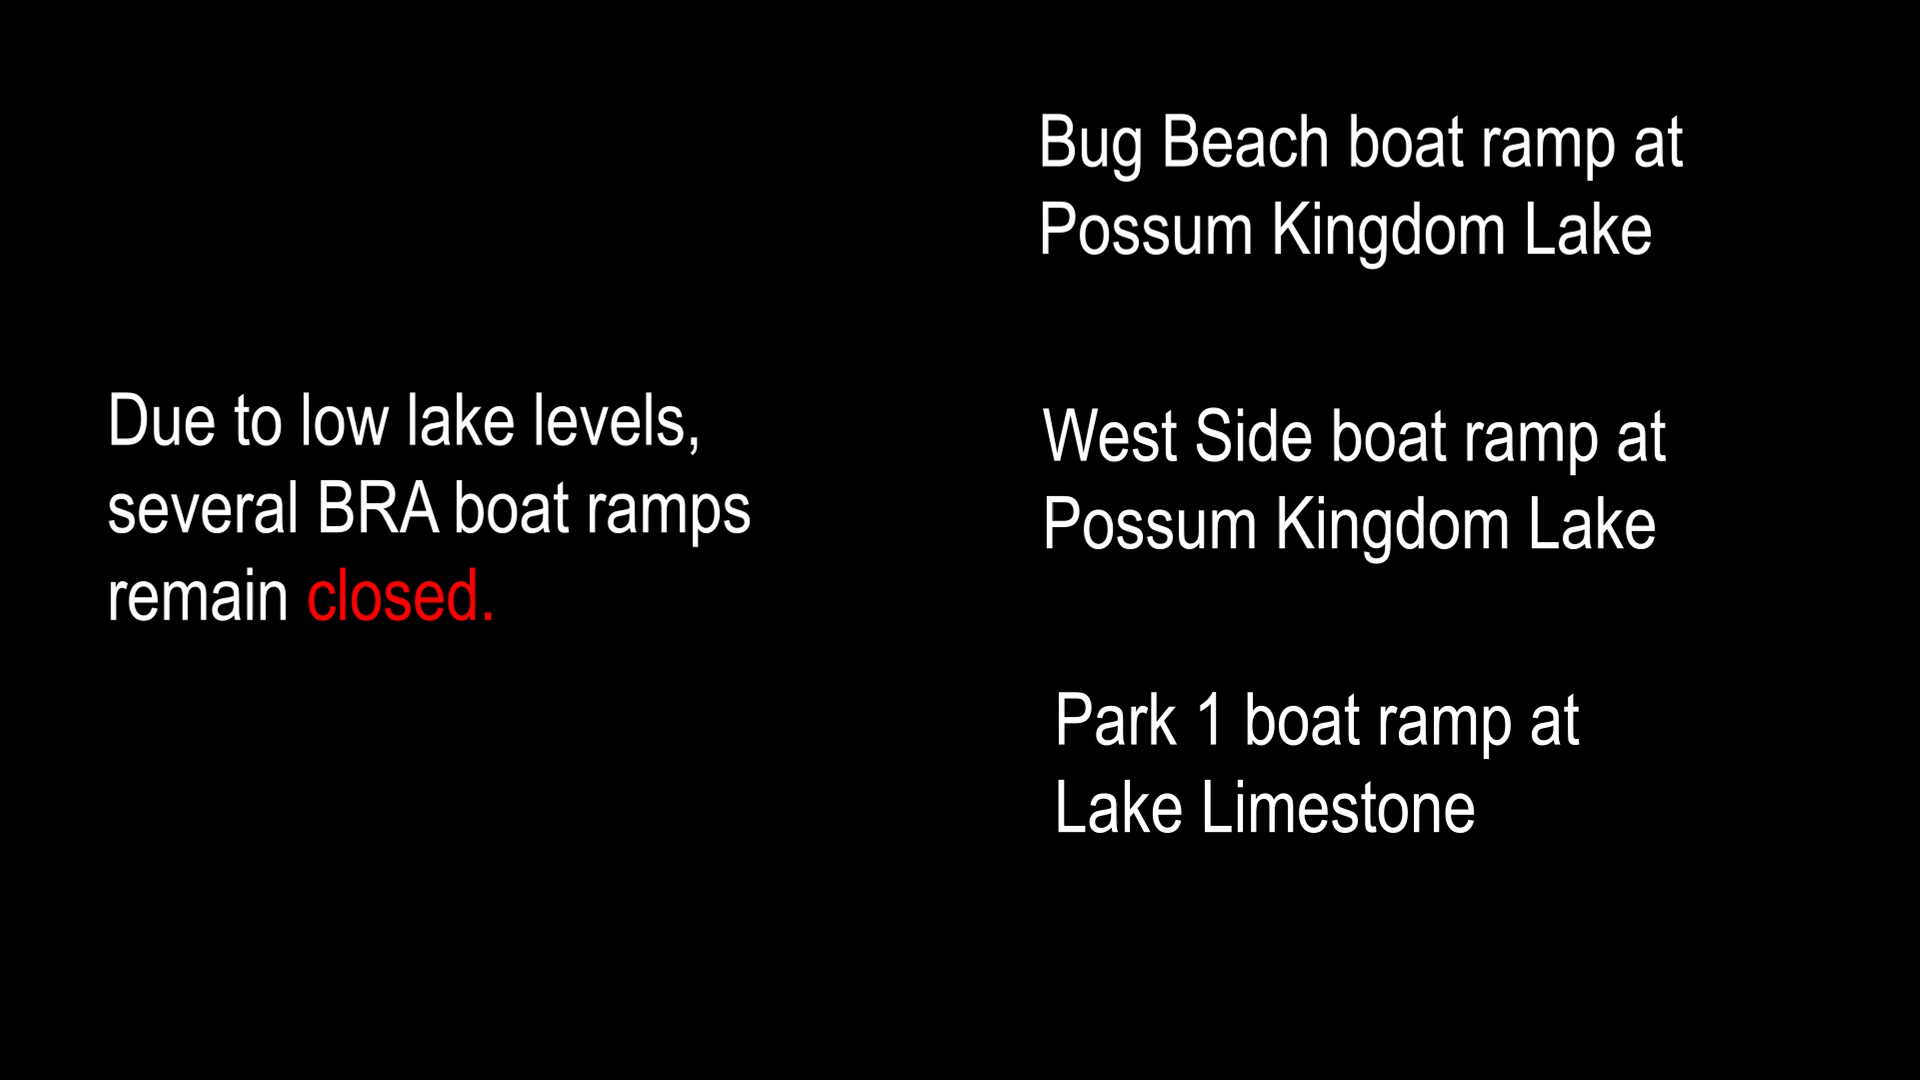 Due to low lake levels,
several BRA boat ramps
remain closed.
Bug Beach boat ramp at
Possum Kingdom Lake
West Side boat ramp at
Possum Kingdom Lake
Park 1 boat ramp at
Lake Limestone